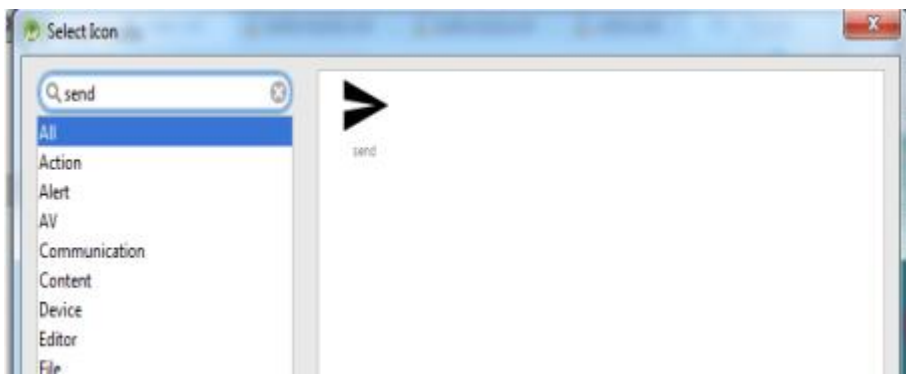 Select Icon
send
All
Action
Alert
AV
Communication
Content
Device
Editor
File
send